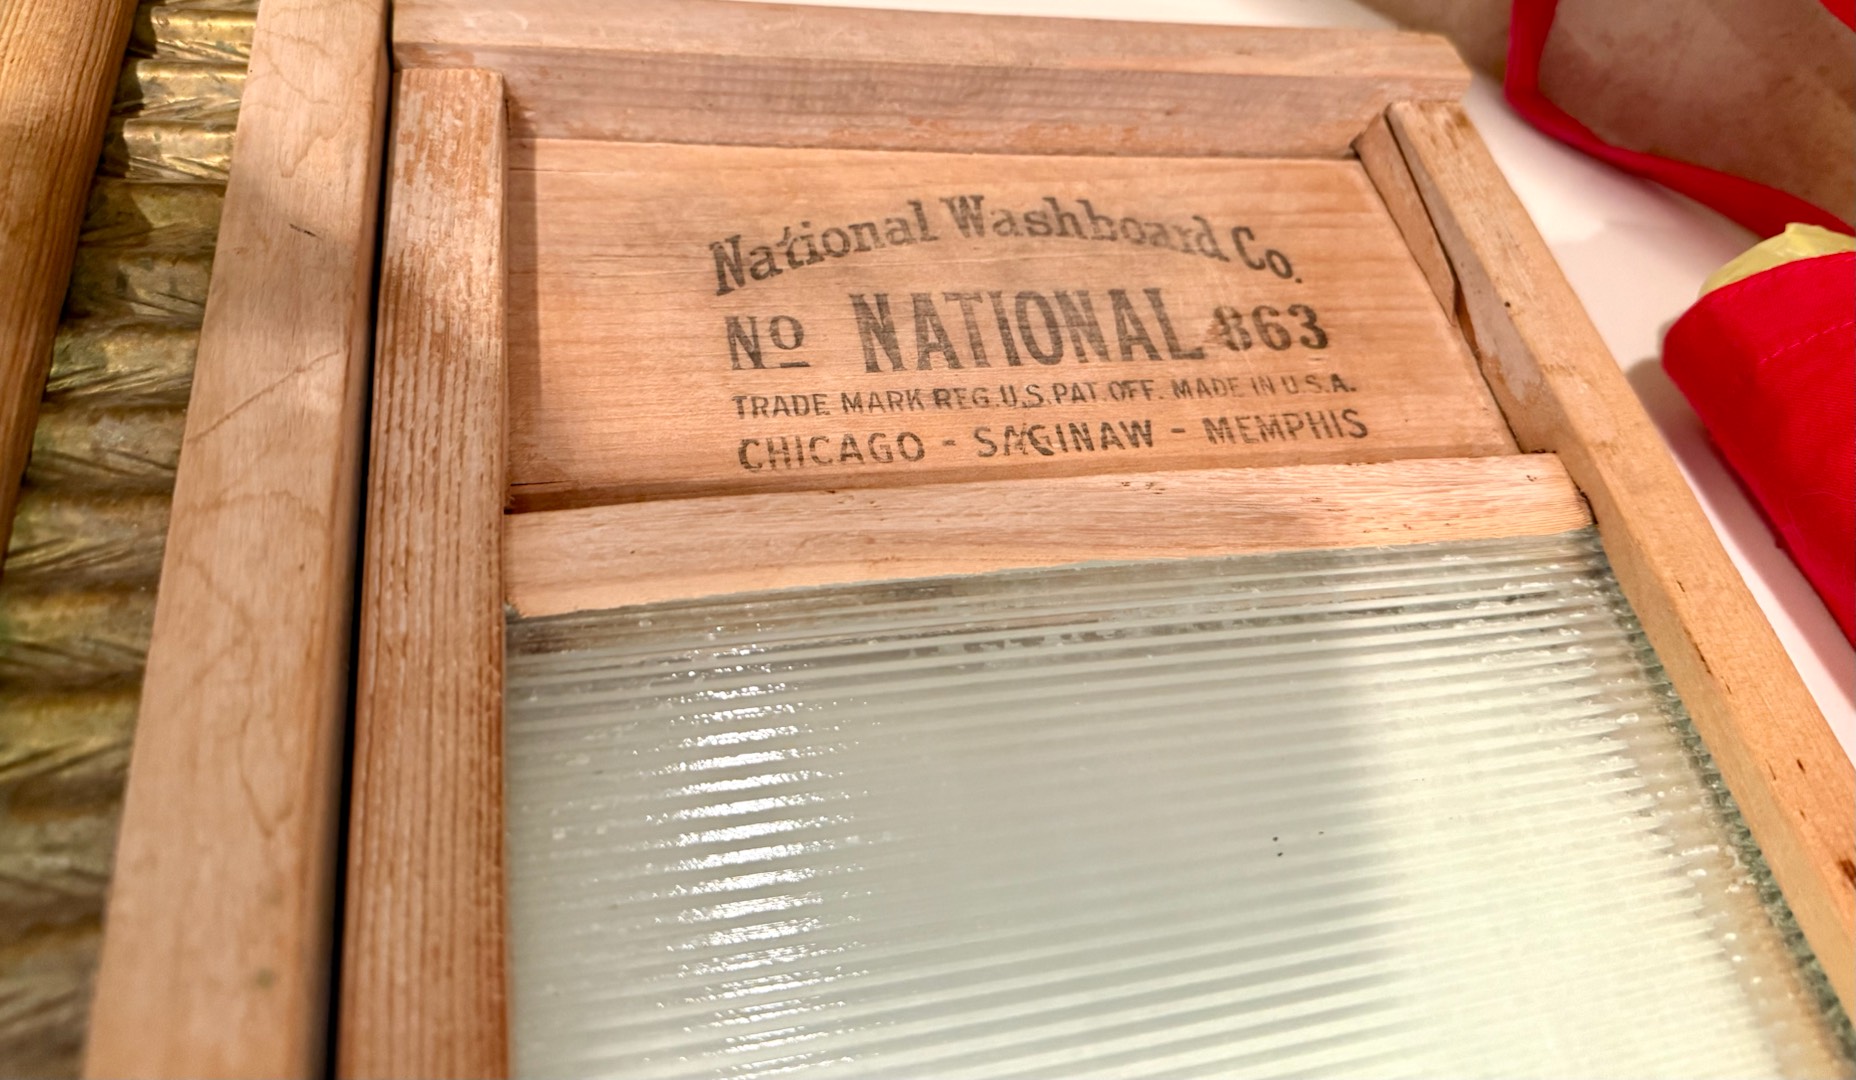 National Washboard Co.
No NATIONAL 863
TRADE MARK REG. U.S. PAT. OFF. MADE IN U.S.A.
CHICAGO - SAGINAW - MEMPHIS